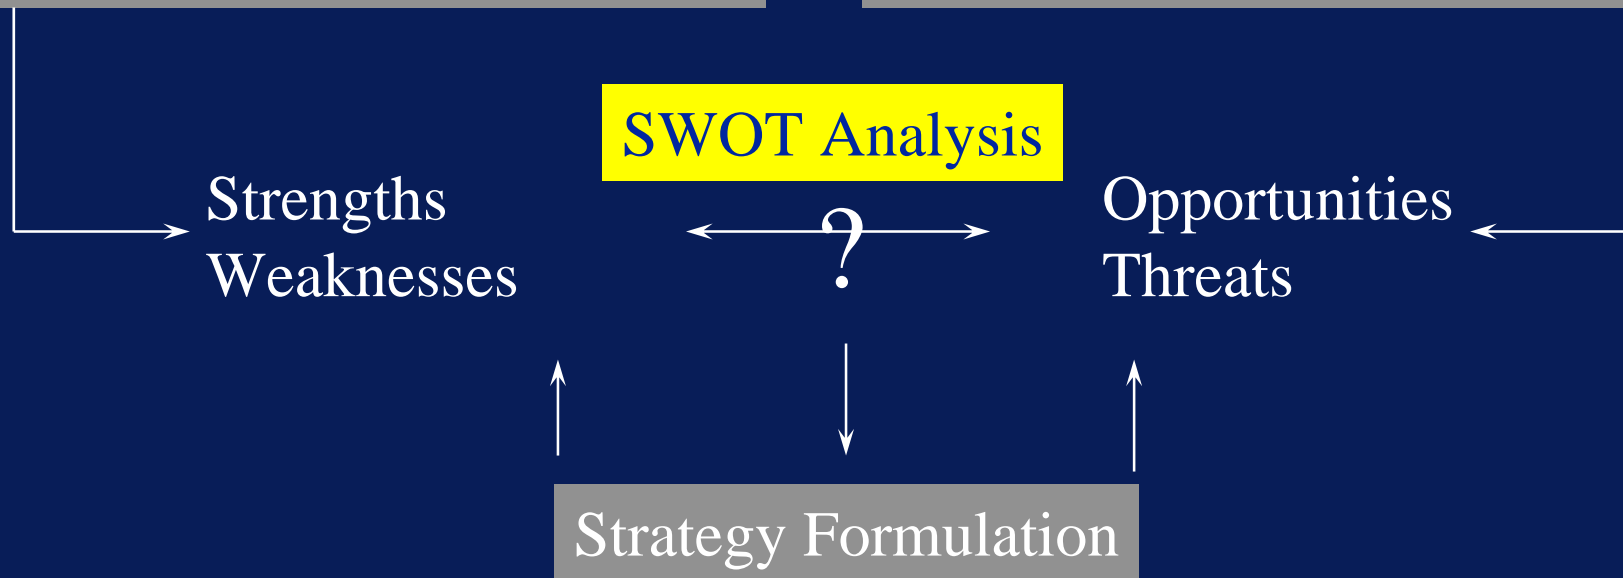 SWOT Analysis
Strengths
Weaknesses
?
Opportunities
Threats
Strategy Formulation